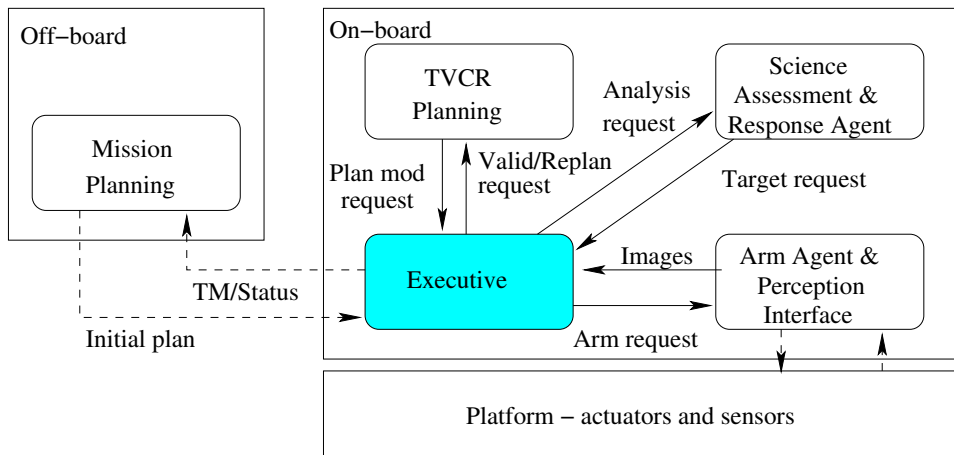 Off−board
On−board
TVCR
Planning
Science
Assessment &
Response Agent
Analysis
request
Mission
Planning
Plan mod
request
Valid/Replan
request
Target request
Executive
Images
Arm Agent &
Perception
Interface
TM/Status
Initial plan
Arm request
Platform − actuators and sensors